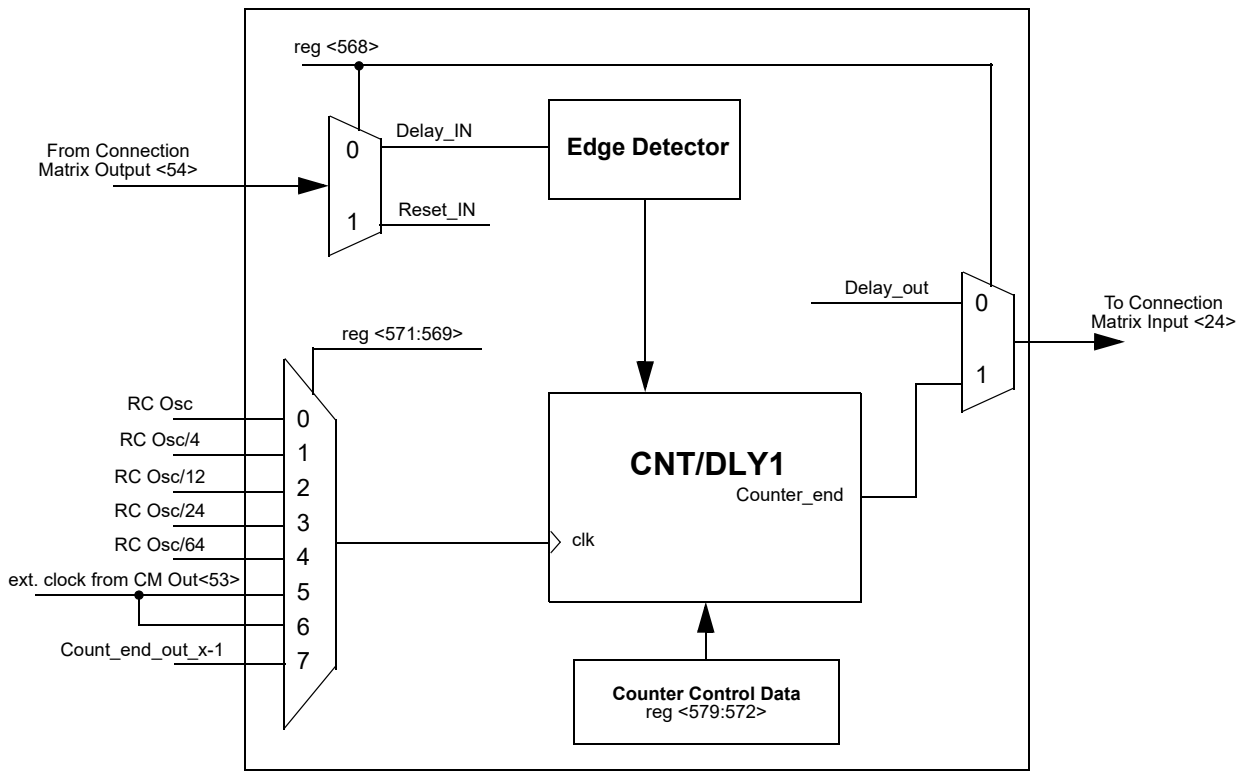 reg <568>
Delay_IN
Edge Detector
0
From Connection
Matrix Output <54>
Reset_IN
1
Delay_out
0
To Connection
Matrix Input <24>
reg <571:569>
1
RC Osc
0
RC Osc/4
1
CNT/DLY1
RC Osc/12
2
Counter_end
RC Osc/24
3
clk
RC Osc/64
4
ext. clock from CM Out<53>
5
6
Count_end_out_x-1
7
Counter Control Data
reg <579:572>